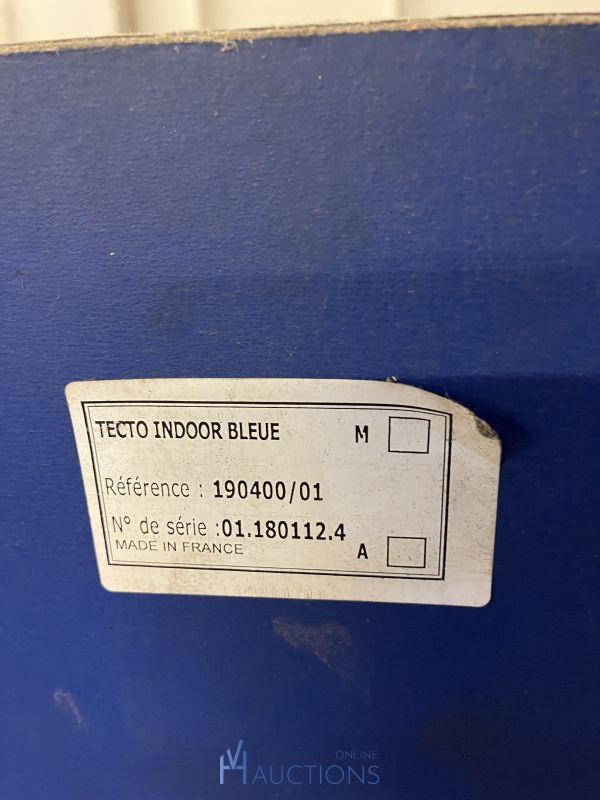 TECTO INDOOR BLEUE M
Référence : 190400/01
N° de série :01.180112.4
MADE IN FRANCE A
ONLINE
AUCTIONS